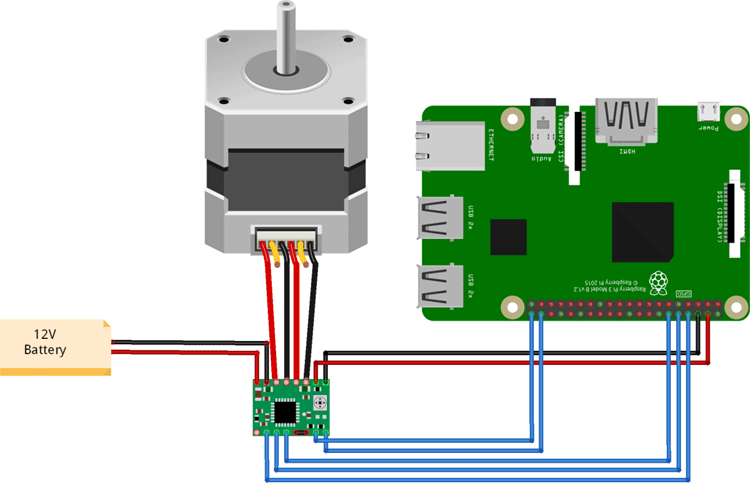 12V
Battery
ETHERNET
Audio
CSI (CAMERA)
HDMI
Power
DSI (DISPLAY)
USB 2x
USB 2x
Raspberry Pi 3 Model B v1.2
© Raspberry Pi 2015
GPIO